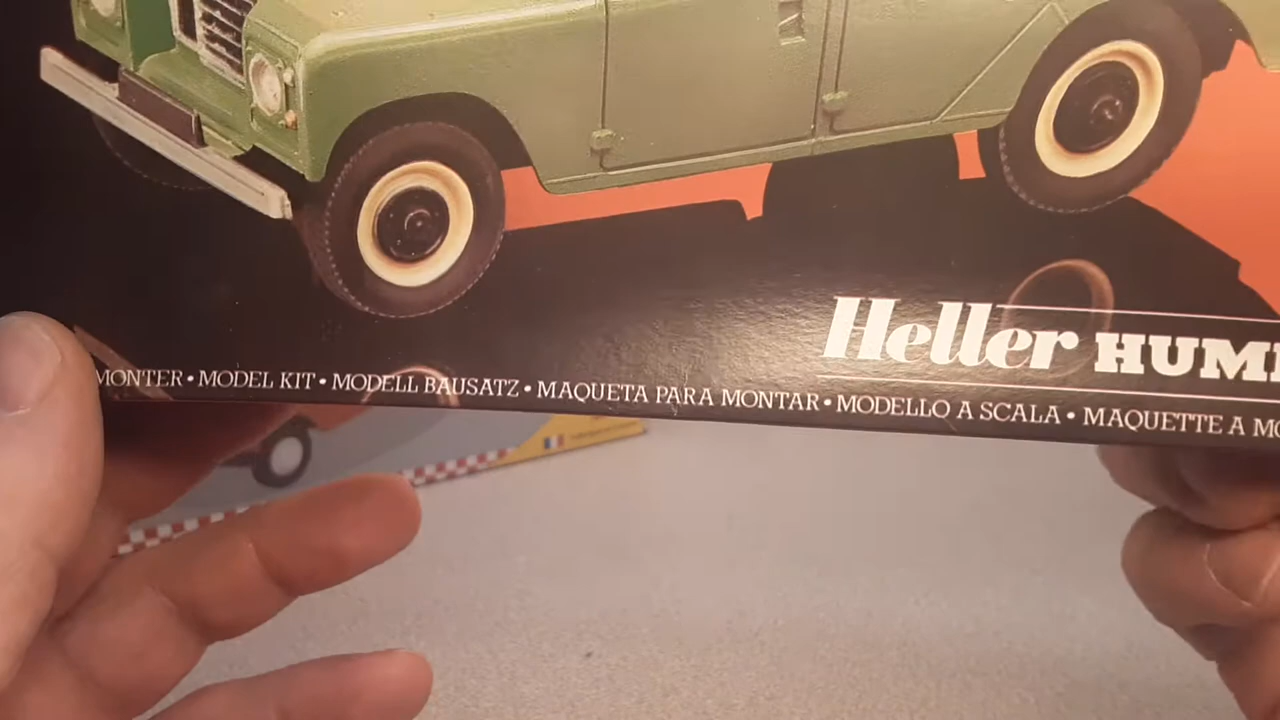 Heller HUM
MONTER • MODEL KIT • MODELL BAUSATZ • MAQUETA PARA MONTAR • MODELLO A SCALA • MAQUETTE A MO